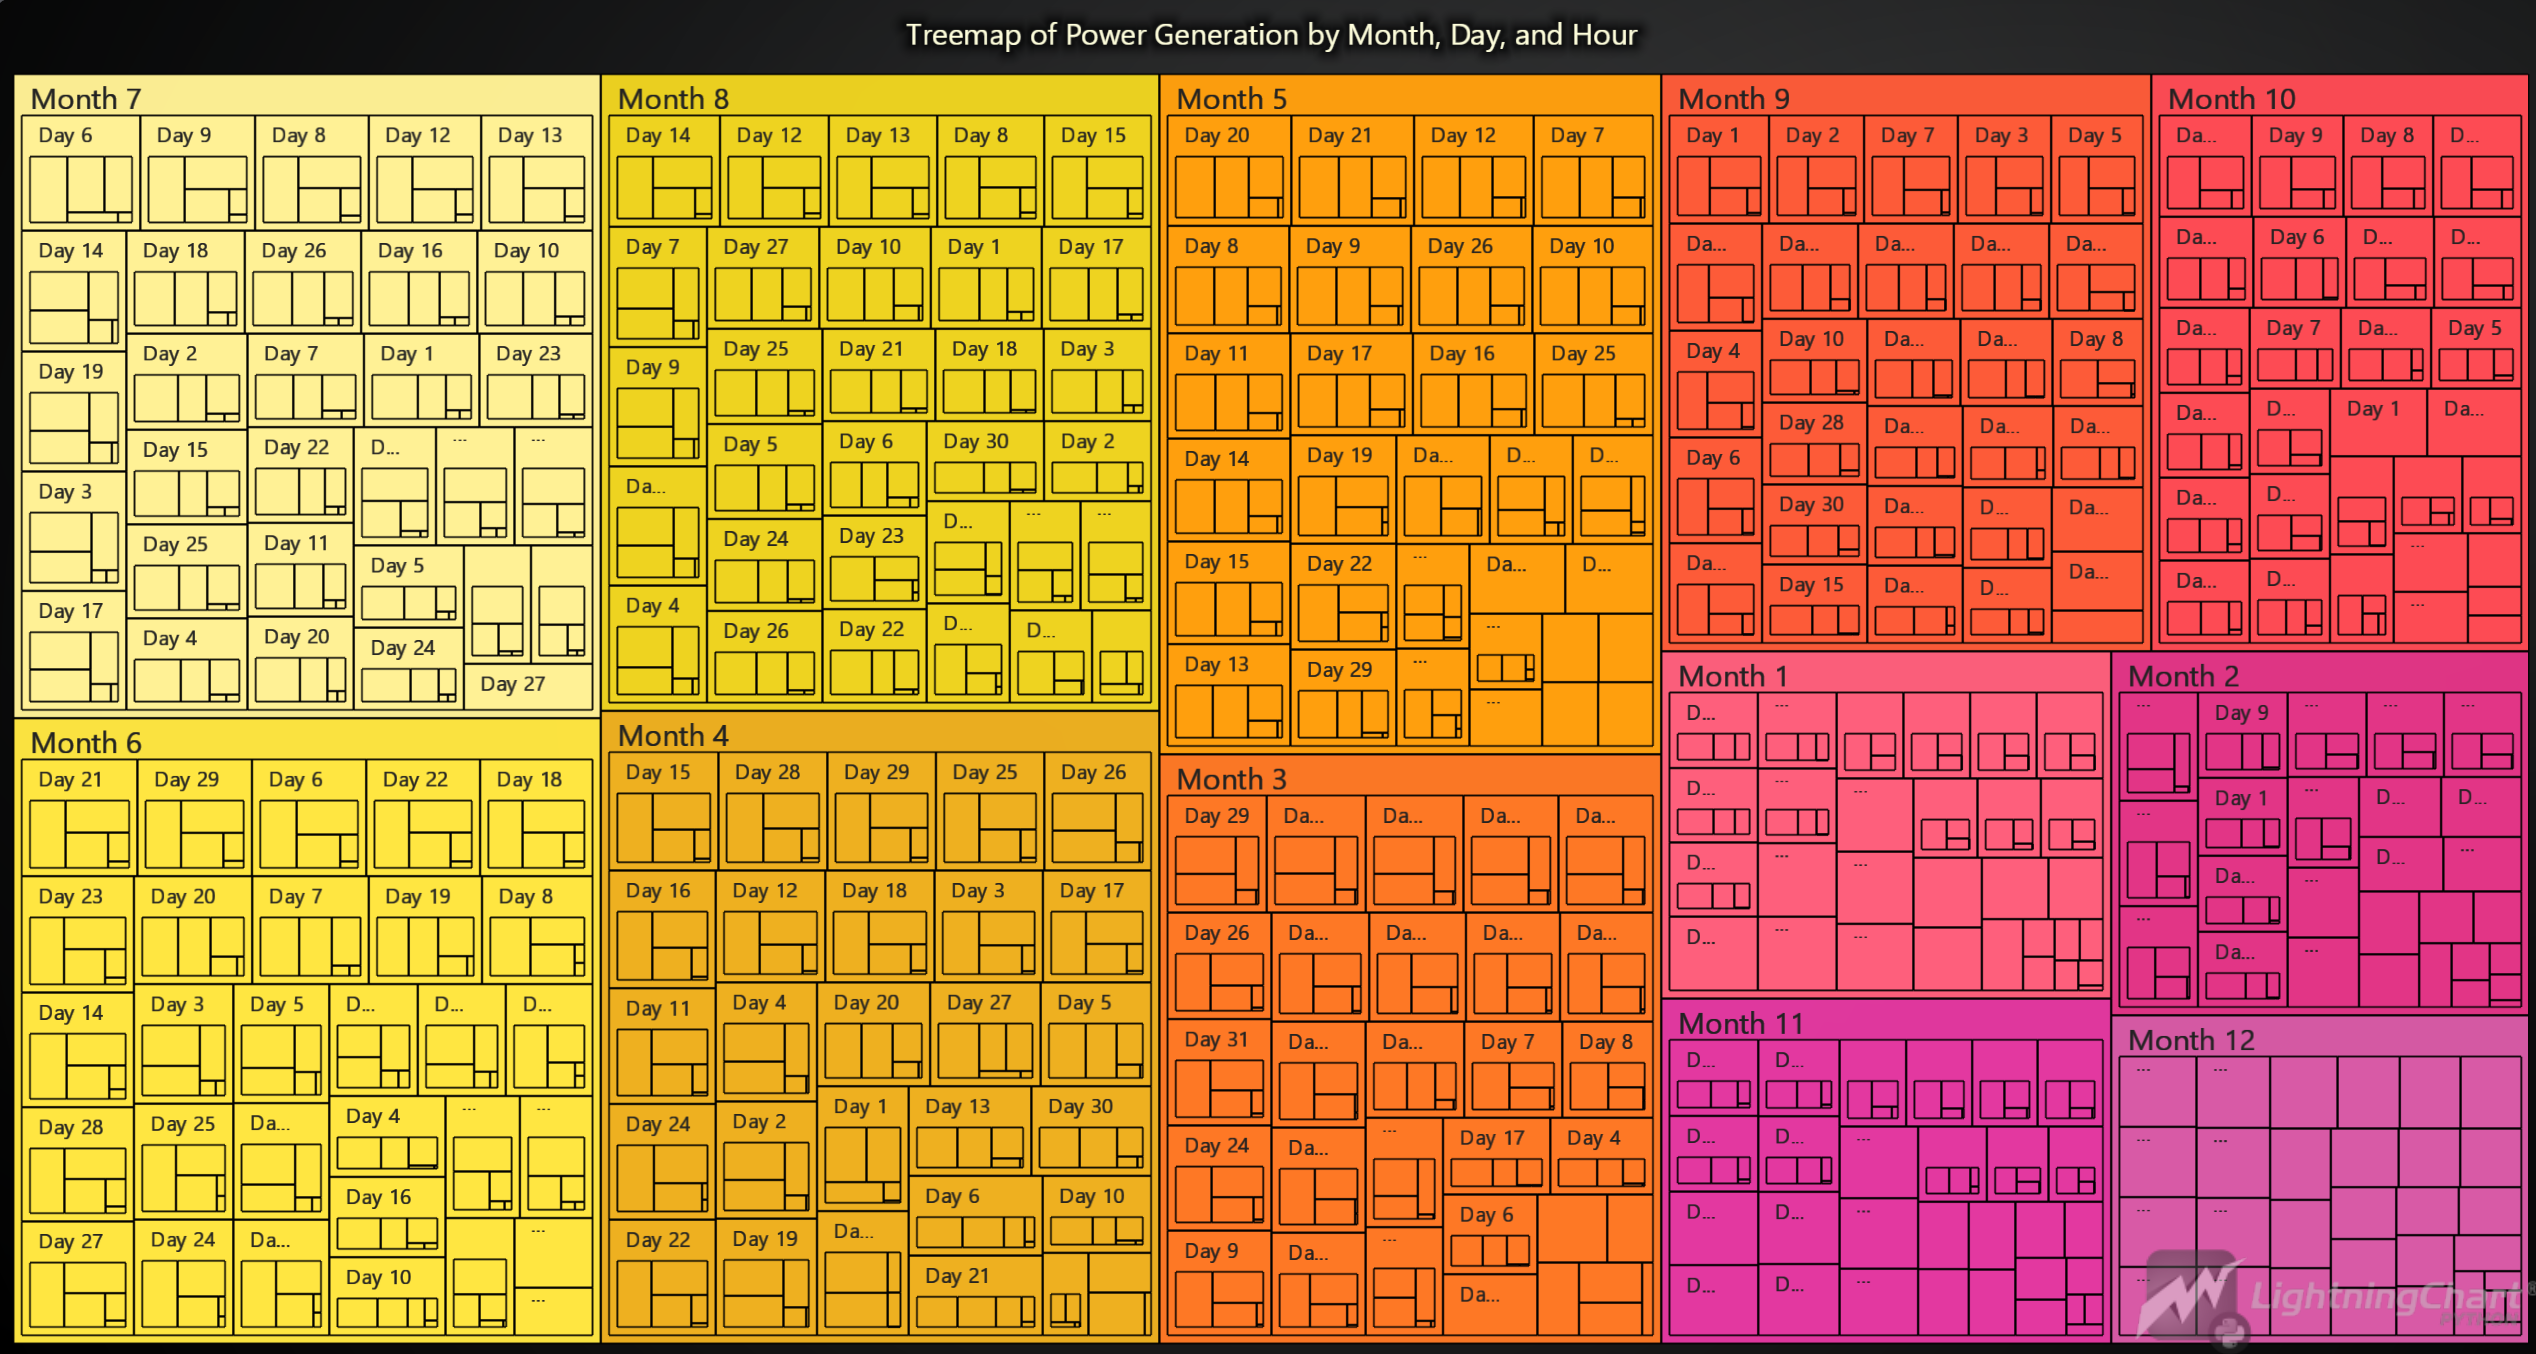 Treemap of Power Generation by Month, Day, and Hour
Month 7
Day 6 Day 9 Day 8 Day 12 Day 13
Day 14 Day 18 Day 26 Day 16 Day 10
Day 19 Day 2 Day 7 Day 1 Day 23
Day 3 Day 15 Day 22 D... ... ...
Day 25 Day 11 Day 5
Day 17 Day 4 Day 20 Day 24 Day 27
Month 8
Day 14 Day 12 Day 13 Day 8 Day 15
Day 7 Day 27 Day 10 Day 1 Day 17
Day 9 Day 25 Day 21 Day 18 Day 3
Da... Day 5 Day 6 Day 30 Day 2
Day 24 Day 23 D... ... ...
Day 4 Day 26 Day 22 D... D...
Month 5
Day 20 Day 21 Day 12 Day 7
Day 8 Day 9 Day 26 Day 10
Day 11 Day 17 Day 16 Day 25
Day 14 Day 19 Da... D... D...
Day 15 Day 22 ... Da... D...
...
Day 13 Day 29 ...
...
Month 9
Day 1 Day 2 Day 7 Day 3 Day 5
Da... Da... Da... Da... Da...
Day 4 Day 10 Da... Da... Day 8
Day 6 Day 28 Da... Da... Da...
Day 30 Da... D... Da...
Da... Day 15 Da... D... Da...
Month 10
Da... Day 9 Day 8 D...
Da... Day 6 D... D...
Da... Day 7 Da... Day 5
Da... D... Day 1 Da...
Da... D...
...
Da... D...
...
Month 6
Day 21 Day 29 Day 6 Day 22 Day 18
Day 23 Day 20 Day 7 Day 19 Day 8
Day 14 Day 3 Day 5 D... D... D...
Day 28 Day 25 Da... Day 4 ... ...
Day 16
Day 27 Day 24 Da... ...
Day 10 ...
Month 4
Day 15 Day 28 Day 29 Day 25 Day 26
Day 16 Day 12 Day 18 Day 3 Day 17
Day 11 Day 4 Day 20 Day 27 Day 5
Day 24 Day 2 Day 1 Day 13 Day 30
Day 6 Day 10
Day 22 Day 19 Da...
Day 21
Month 3
Day 29 Da... Da... Da... Da...
Day 26 Da... Da... Da... Da...
Day 31 Da... Da... Day 7 Day 8
Day 24 Da... ... Day 17 Day 4
Day 6
Day 9 Da... ...
Da...
Month 1
D... ...
D... ... ...
D... ... ...
D... ... ...
Month 2
... Day 9 ... ... ...
... Day 1 ... D... D...
Da... ... D... ...
... Da... ...
Month 11
D... D...
D... D... ...
D... D... ...
D... D... ...
Month 12
... ...
... ...
... ...
... ...
LightningChart®
PYTHON